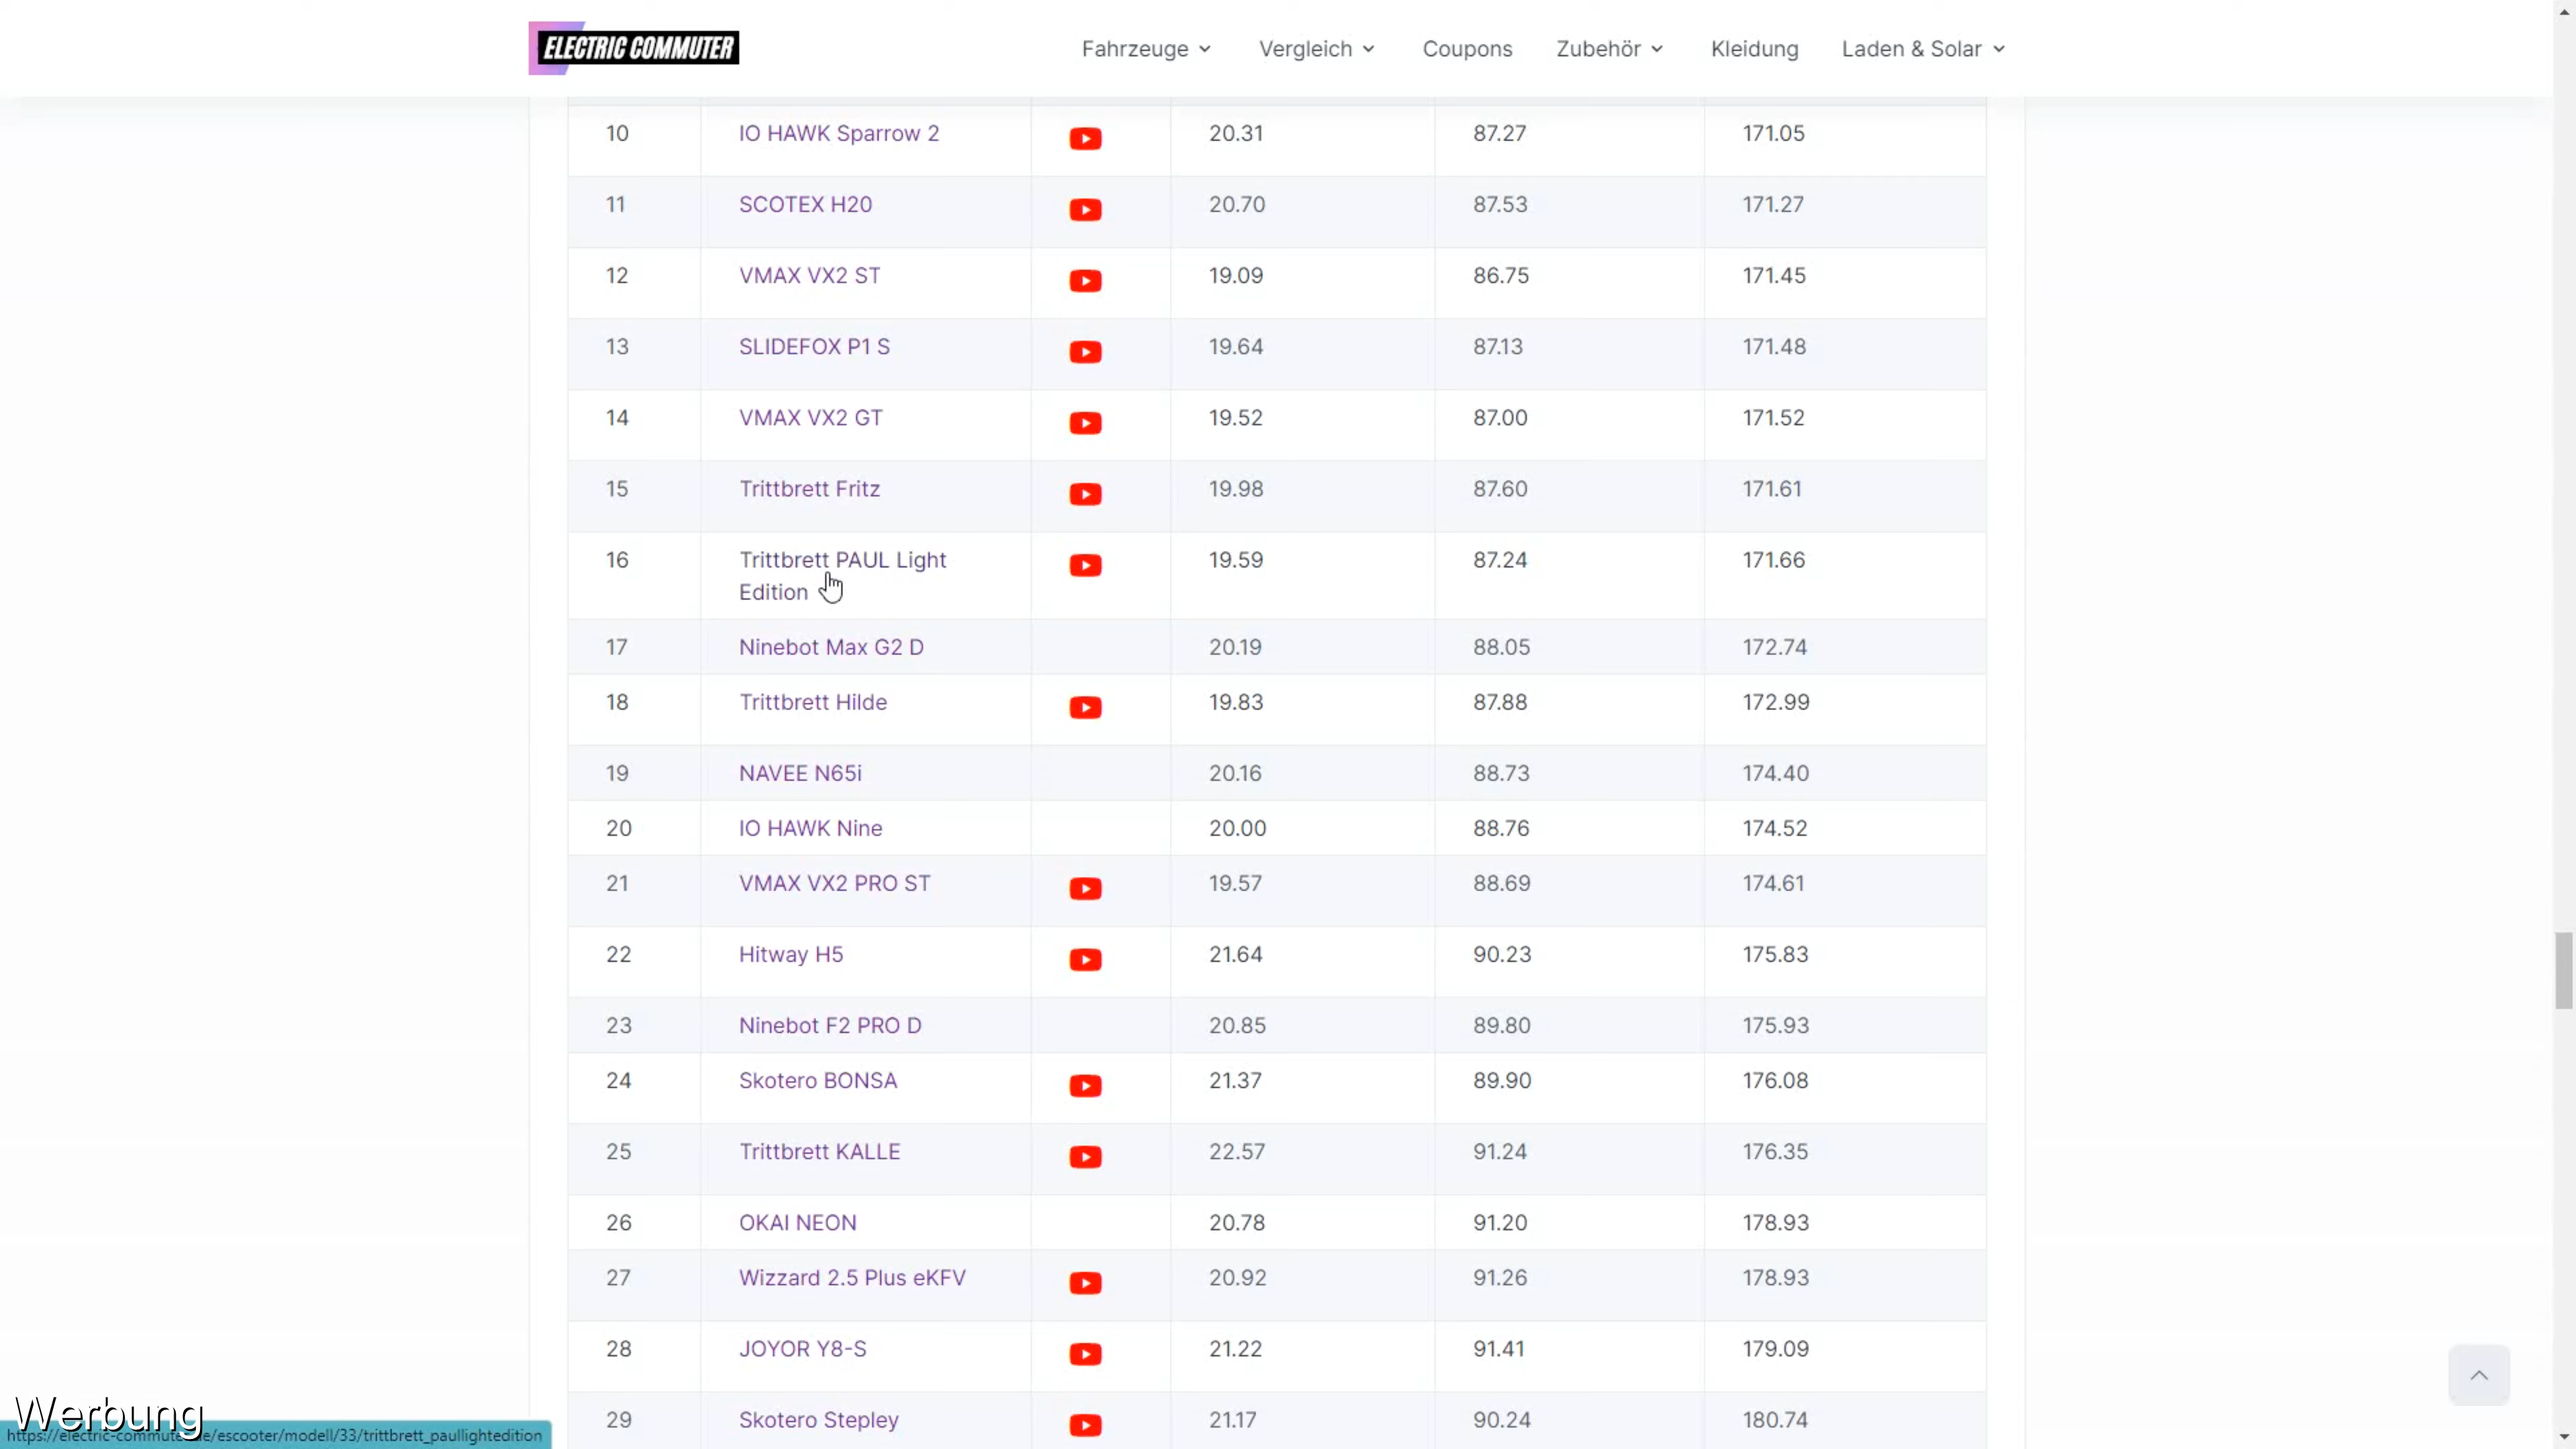 ELECTRIC COMMUTER
Fahrzeuge Vergleich Coupons Zubehör Kleidung Laden & Solar
10 IO HAWK Sparrow 2 20.31 87.27 171.05
11 SCOTEX H20 20.70 87.53 171.27
12 VMAX VX2 ST 19.09 86.75 171.45
13 SLIDEFOX P1 S 19.64 87.13 171.48
14 VMAX VX2 GT 19.52 87.00 171.52
15 Trittbrett Fritz 19.98 87.60 171.61
16 Trittbrett PAUL Light 19.59 87.24 171.66
Edition
17 Ninebot Max G2 D 20.19 88.05 172.74
18 Trittbrett Hilde 19.83 87.88 172.99
19 NAVEE N65i 20.16 88.73 174.40
20 IO HAWK Nine 20.00 88.76 174.52
21 VMAX VX2 PRO ST 19.57 88.69 174.61
22 Hitway H5 21.64 90.23 175.83
23 Ninebot F2 PRO D 20.85 89.80 175.93
24 Skotero BONSA 21.37 89.90 176.08
25 Trittbrett KALLE 22.57 91.24 176.35
26 OKAI NEON 20.78 91.20 178.93
27 Wizzard 2.5 Plus eKFV 20.92 91.26 178.93
28 JOYOR Y8-S 21.22 91.41 179.09
29 Skotero Stepley 21.17 90.24 180.74
Werbung